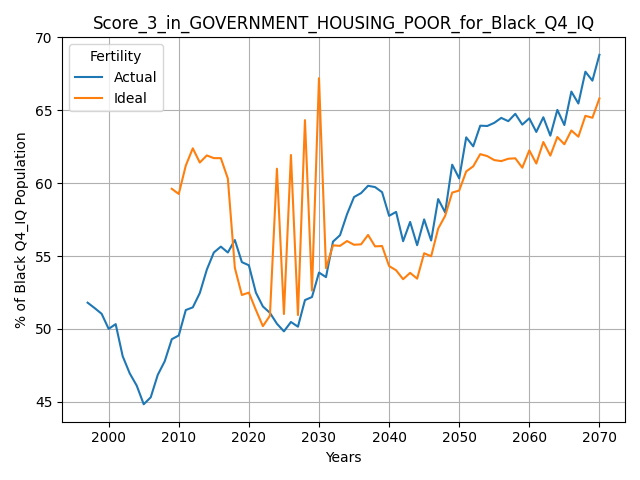 Score_3_in_GOVERNMENT_HOUSING_POOR_for_Black_Q4_IQ
Fertility
Actual
Ideal
% of Black Q4_IQ Population
70
65
60
55
50
45
2000 2010 2020 2030 2040 2050 2060 2070
Years